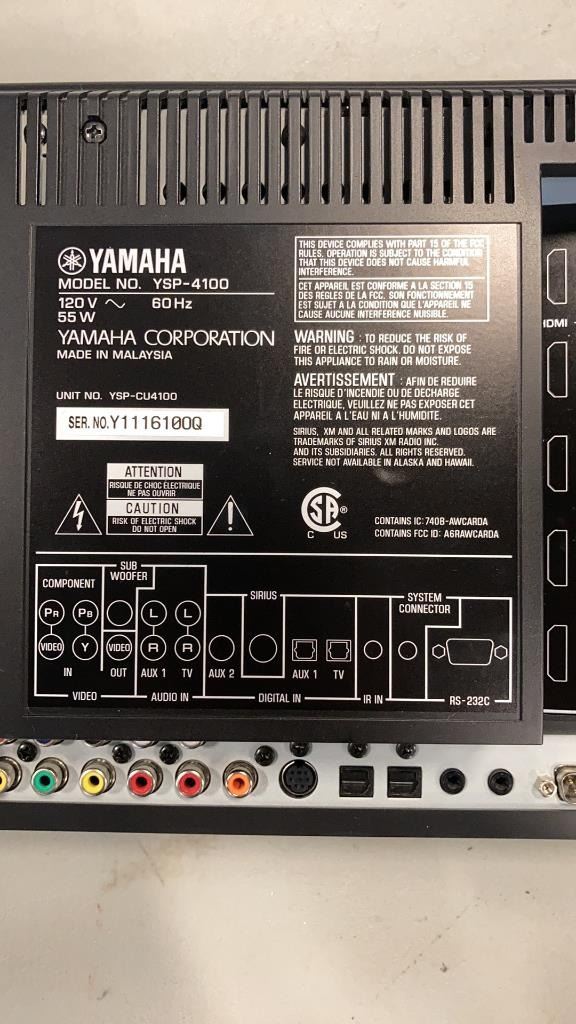 YAMAHA
MODEL NO. YSP-4100
120 V ~ 60 Hz
55 W
YAMAHA CORPORATION
MADE IN MALAYSIA
UNIT NO. YSP-CU4100
SER. NO.Y1116100Q
THIS DEVICE COMPLIES WITH PART 15 OF THE FCC
RULES. OPERATION IS SUBJECT TO THE CONDITION
THAT THIS DEVICE DOES NOT CAUSE HARMFUL
INTERFERENCE.
CET APPAREIL EST CONFORME A LA SECTION 15
DES REGLES DE LA FCC. SON FONCTIONNEMENT
EST SUJET A LA CONDITION QUE L'APPAREIL NE
CAUSE AUCUNE INTERFERENCE NUISIBLE.
WARNING : TO REDUCE THE RISK OF
FIRE OR ELECTRIC SHOCK. DO NOT EXPOSE
THIS APPLIANCE TO RAIN OR MOISTURE.
AVERTISSEMENT : AFIN DE REDUIRE
LE RISQUE D'INCENDIE OU DE DECHARGE
ELECTRIQUE, VEUILLEZ NE PAS EXPOSER CET
APPAREIL A L'EAU NI A L'HUMIDITE.
SIRIUS, XM AND ALL RELATED MARKS AND LOGOS ARE
TRADEMARKS OF SIRIUS XM RADIO INC.
AND ITS SUBSIDIARIES. ALL RIGHTS RESERVED.
SERVICE NOT AVAILABLE IN ALASKA AND HAWAII.
ATTENTION
RISQUE DE CHOC ÉLECTRIQUE
NE PAS OUVRIR
CAUTION
RISK OF ELECTRIC SHOCK
DO NOT OPEN
SA ®
C US
CONTAINS IC: 740B-AWCARDA
CONTAINS FCC ID: A6RAWCARDA
HDMI
COMPONENT
SUB
WOOFER
SIRIUS
SYSTEM
CONNECTOR
PR PB L L
VIDEO Y VIDEO R R
IN OUT AUX 1 TV AUX 2 AUX 1 TV
VIDEO AUDIO IN DIGITAL IN IR IN RS-232C